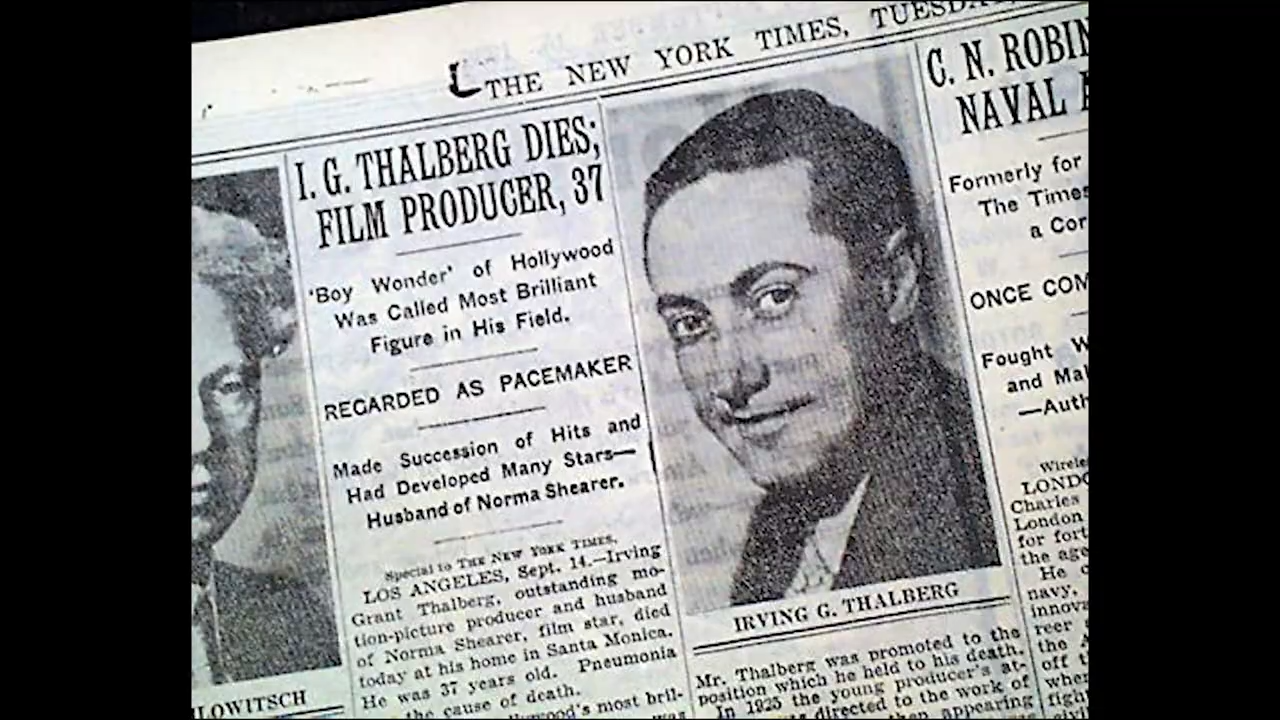 THE NEW YORK TIMES, TUESDA
I. G. THALBERG DIES;
FILM PRODUCER, 37
'Boy Wonder' of Hollywood
Was Called Most Brilliant
Figure in His Field.
REGARDED AS PACEMAKER
Made Succession of Hits and
Had Developed Many Stars—
Husband of Norma Shearer.
Special to THE NEW YORK TIMES.
LOS ANGELES, Sept. 14.—Irving
Grant Thalberg, outstanding mo-
tion-picture producer and husband
of Norma Shearer, film star, died
today at his home in Santa Monica.
He was 37 years old. Pneumonia
the cause of death.
most bril-
LOWITSCH
IRVING G. THALBERG
Mr. Thalberg was promoted to the
position which he held to his death.
In 1925 the young producer's at-
directed to the work of
appearing
C. N. ROBIN
NAVAL
Formerly for
The Times
a Cor
ONCE COM
Fought W
and Mal
—Auth
Wirele
LONDO
Charles
London
for fort
the age
He c
navy,
innova
reer
the A
off t
when
figh